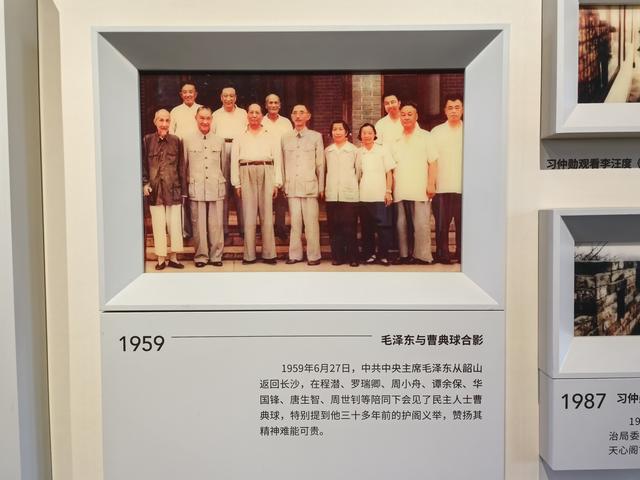 1959
毛泽东与曹典球合影
1959年6月27日，中共中央主席毛泽东从韶山
返回长沙，在程潜、罗瑞卿、周小舟、谭余保、华
国锋、唐生智、周世钊等陪同下会见了民主人士曹
典球，特别提到他三十多年前的护阁义举，赞扬其
精神难能可贵。
习仲勋观看李汪度《
1987 习仲
19
治局委
天心阁